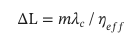 ΔL = mλ_c / η_eff